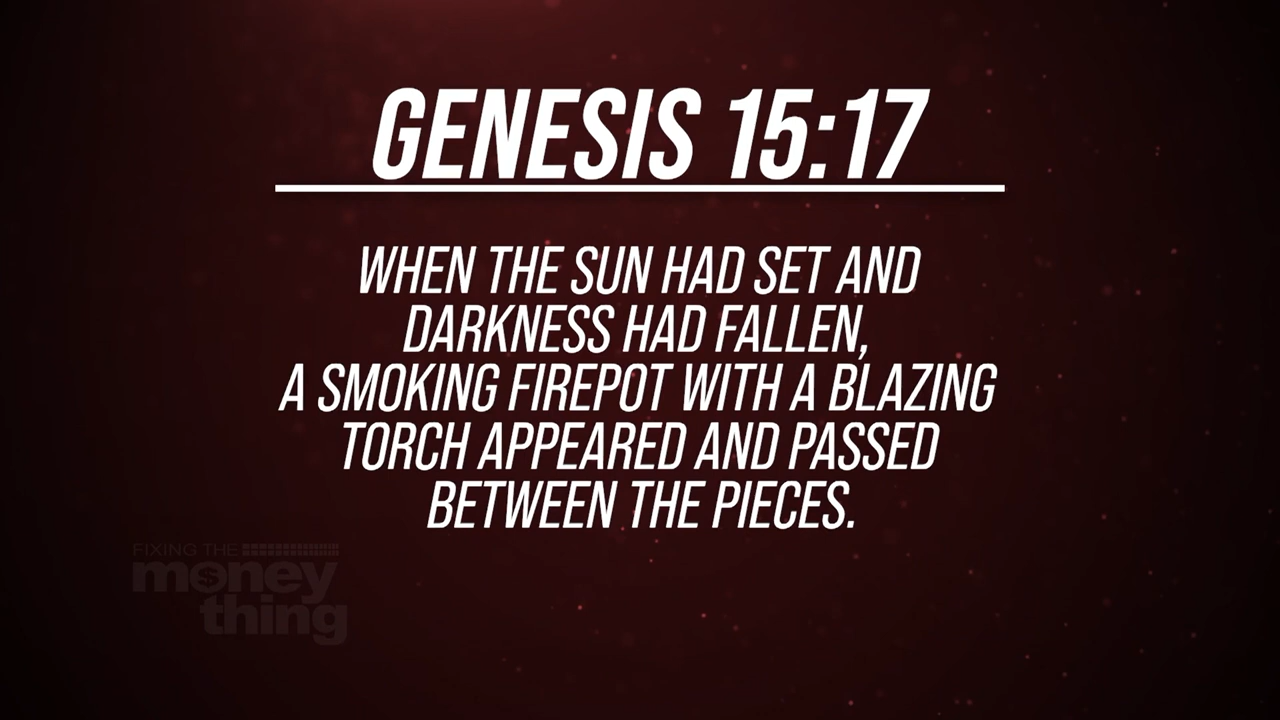 GENESIS 15:17
WHEN THE SUN HAD SET AND
DARKNESS HAD FALLEN,
A SMOKING FIREPOT WITH A BLAZING
TORCH APPEARED AND PASSED
BETWEEN THE PIECES.
FIXING THE
money
thing